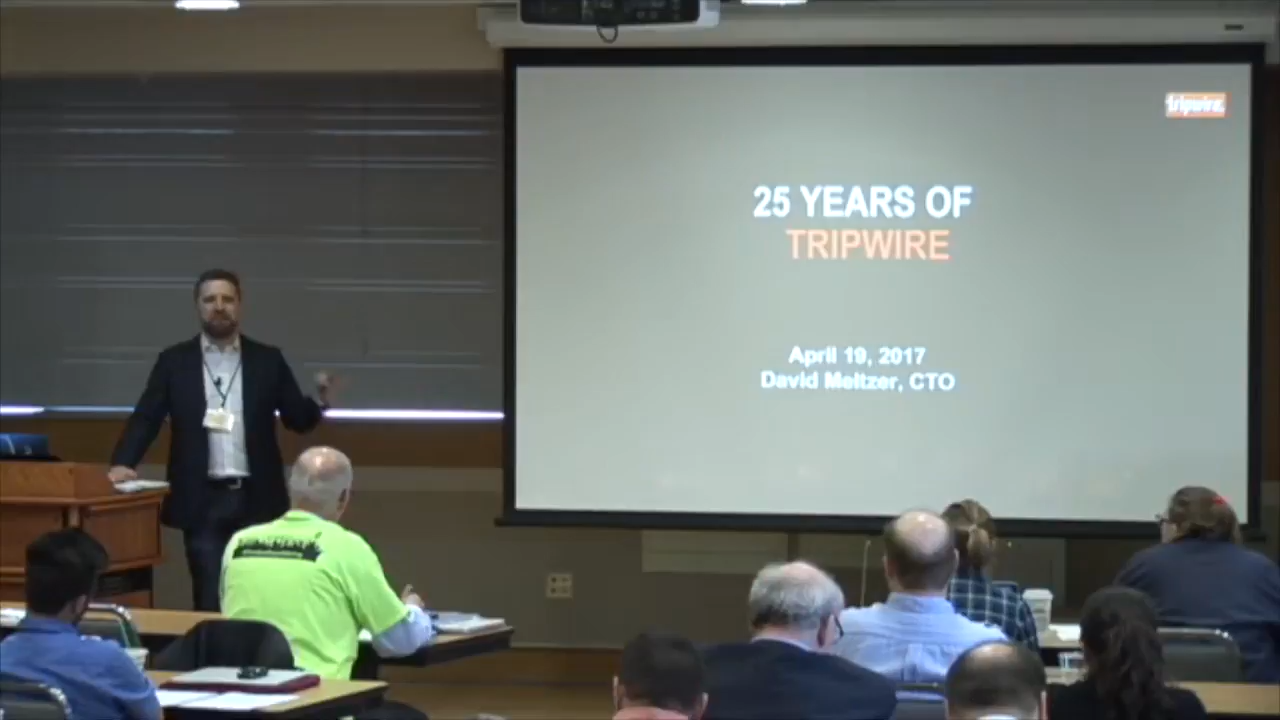 tripwire.
25 YEARS OF
TRIPWIRE
April 19, 2017
David Meltzer, CTO